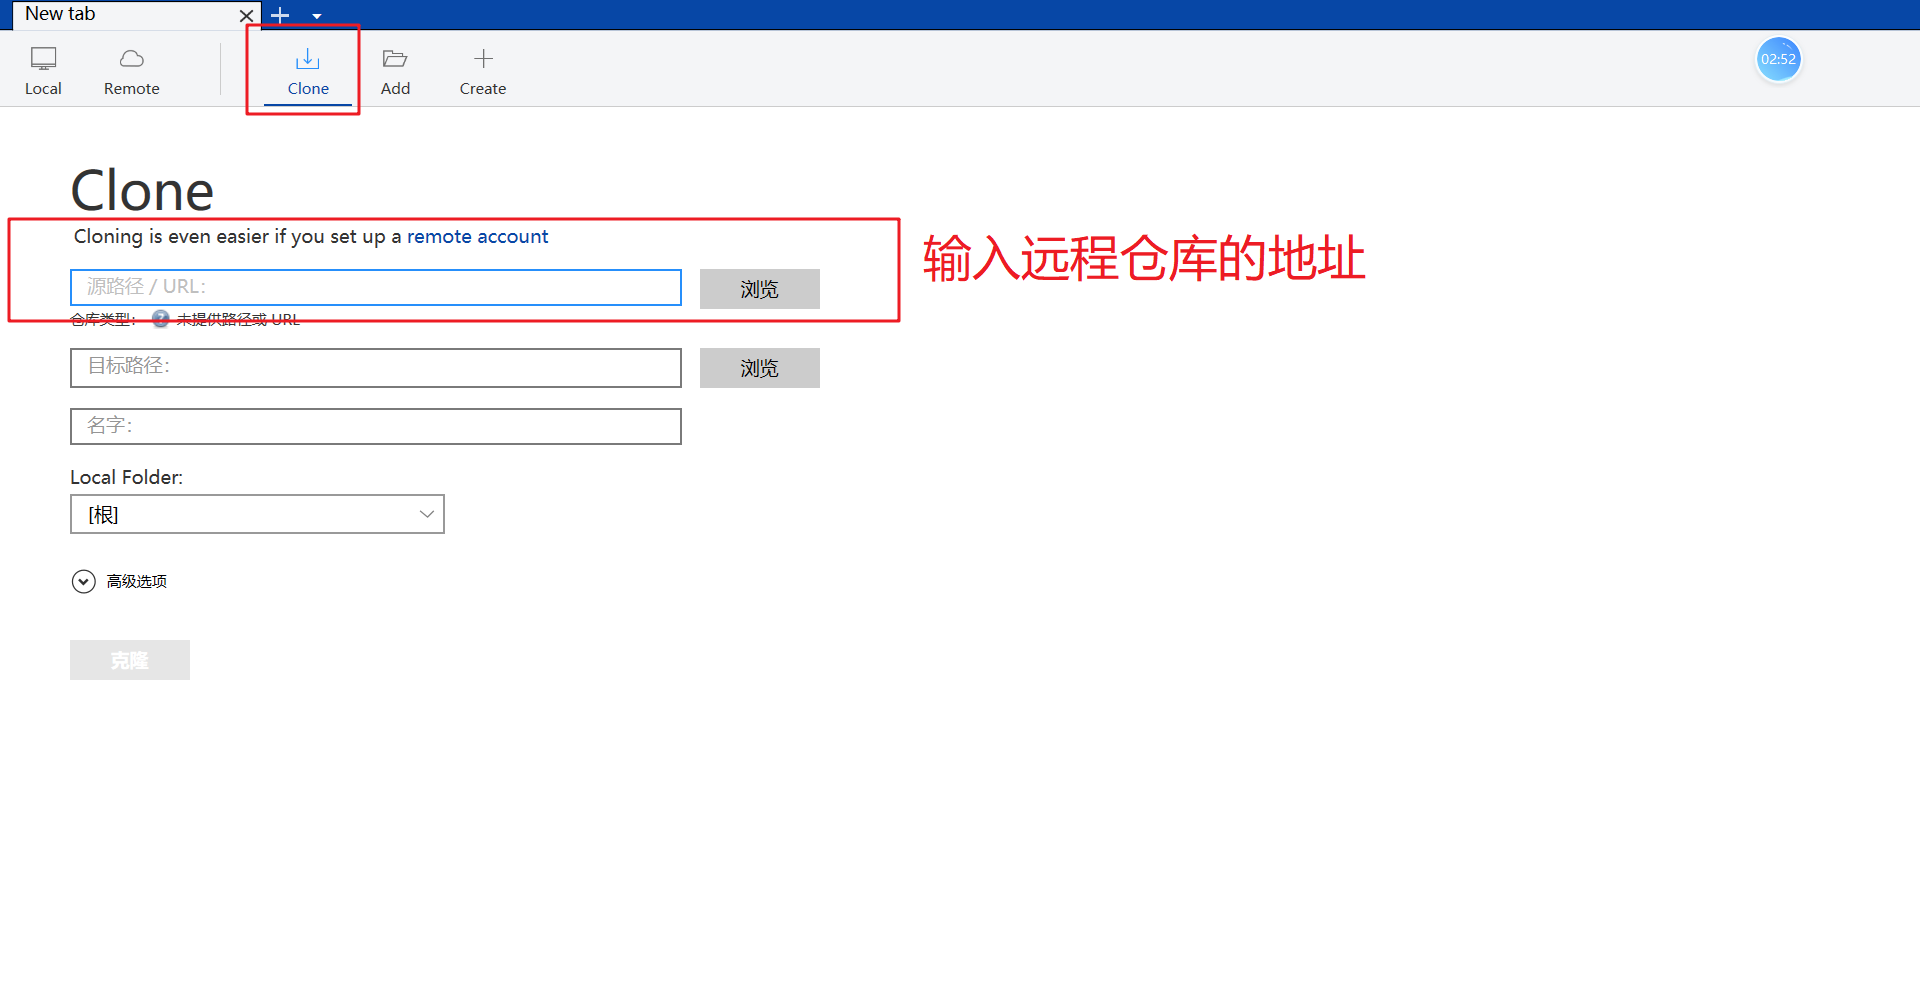 New tab
Local
Remote
Clone
Add
Create
02:52
Clone
Cloning is even easier if you set up a remote account
输入远程仓库的地址
源路径 / URL:
浏览
仓库类型: 未提供路径或 URL
目标路径:
浏览
名字:
Local Folder:
[根]
高级选项
克隆